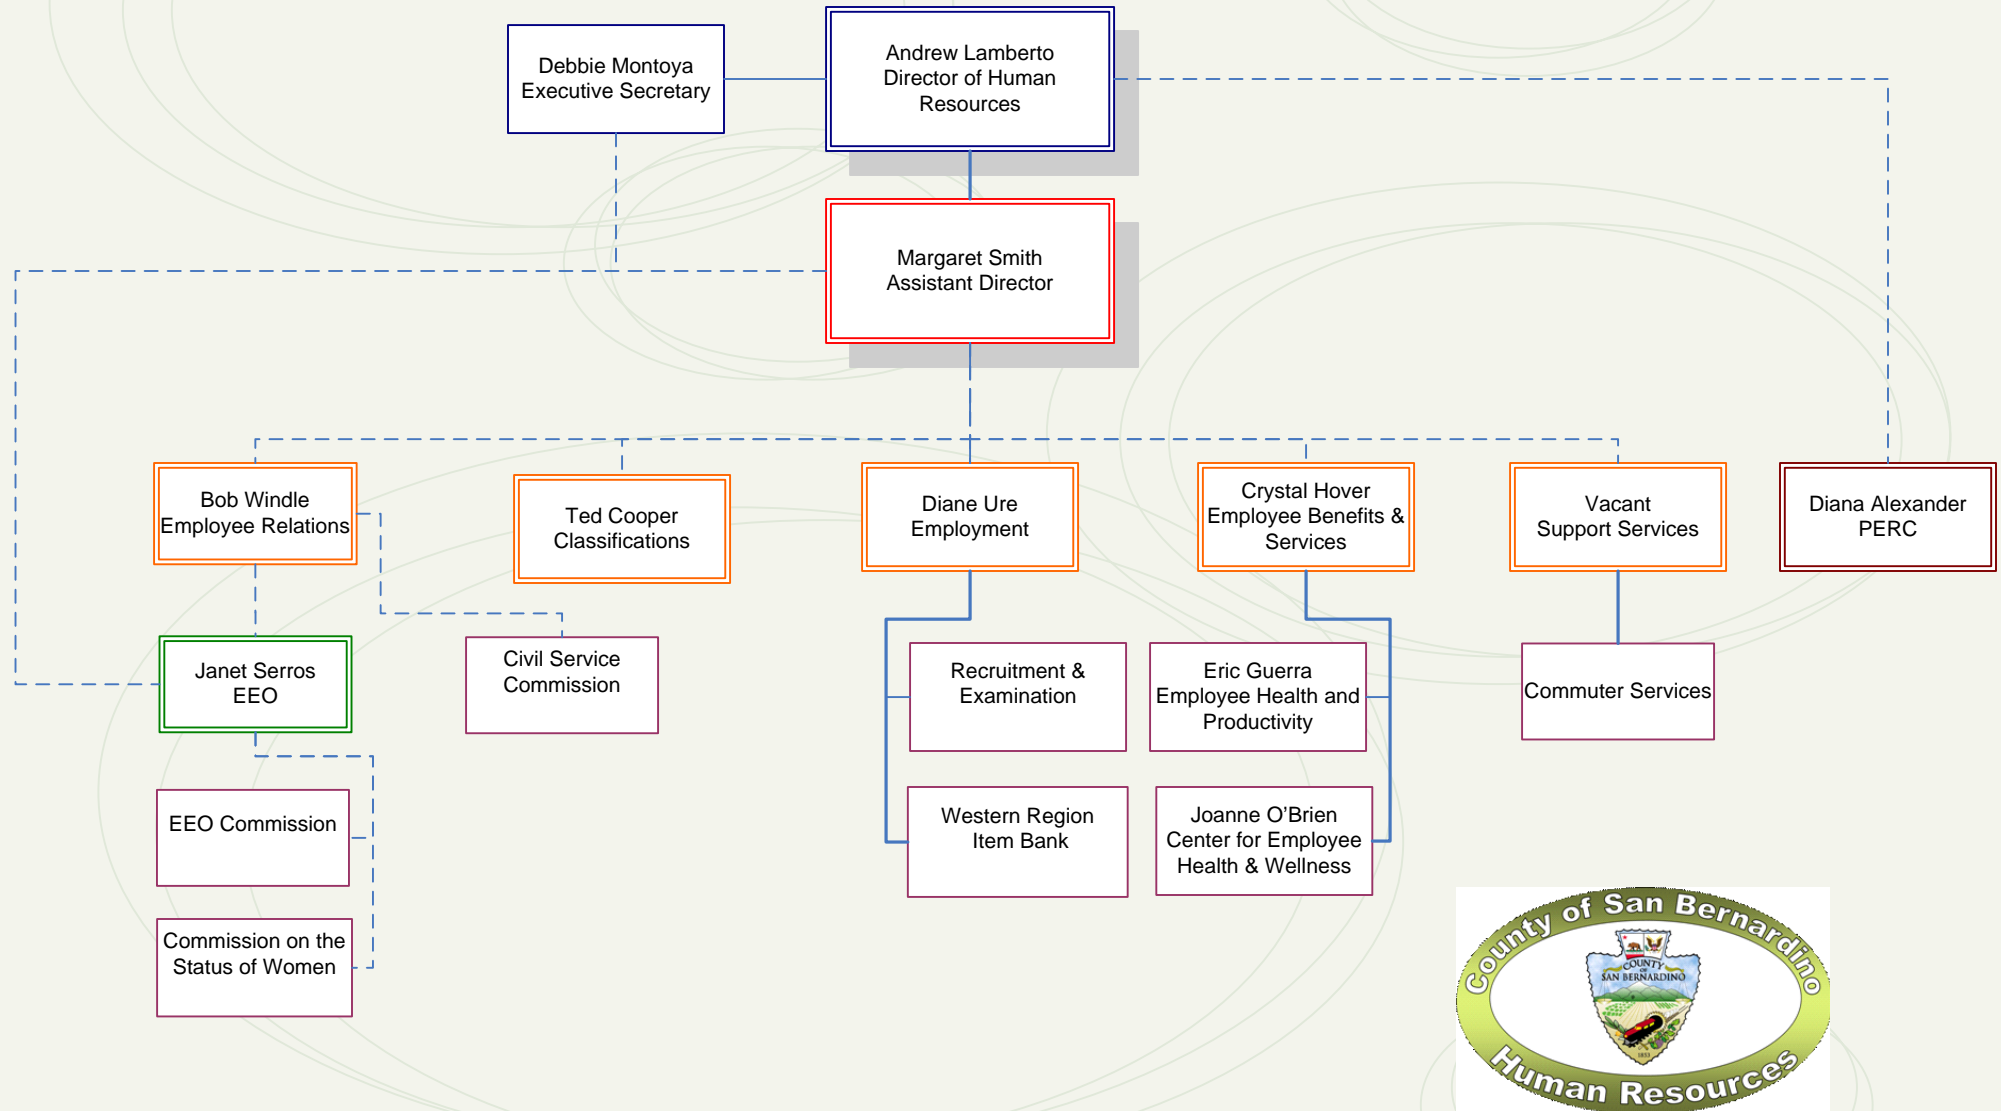 Debbie Montoya
Executive Secretary
Andrew Lamberto
Director of Human
Resources
Margaret Smith
Assistant Director
Bob Windle
Employee Relations
Ted Cooper
Classifications
Diane Ure
Employment
Crystal Hover
Employee Benefits &
Services
Vacant
Support Services
Diana Alexander
PERC
Janet Serros
EEO
Civil Service
Commission
Recruitment &
Examination
Eric Guerra
Employee Health and
Productivity
Commuter Services
EEO Commission
Western Region
Item Bank
Joanne O’Brien
Center for Employee
Health & Wellness
Commission on the
Status of Women
County of San Bernardino
COUNTY
OF
SAN BERNARDINO
1853
Human Resources